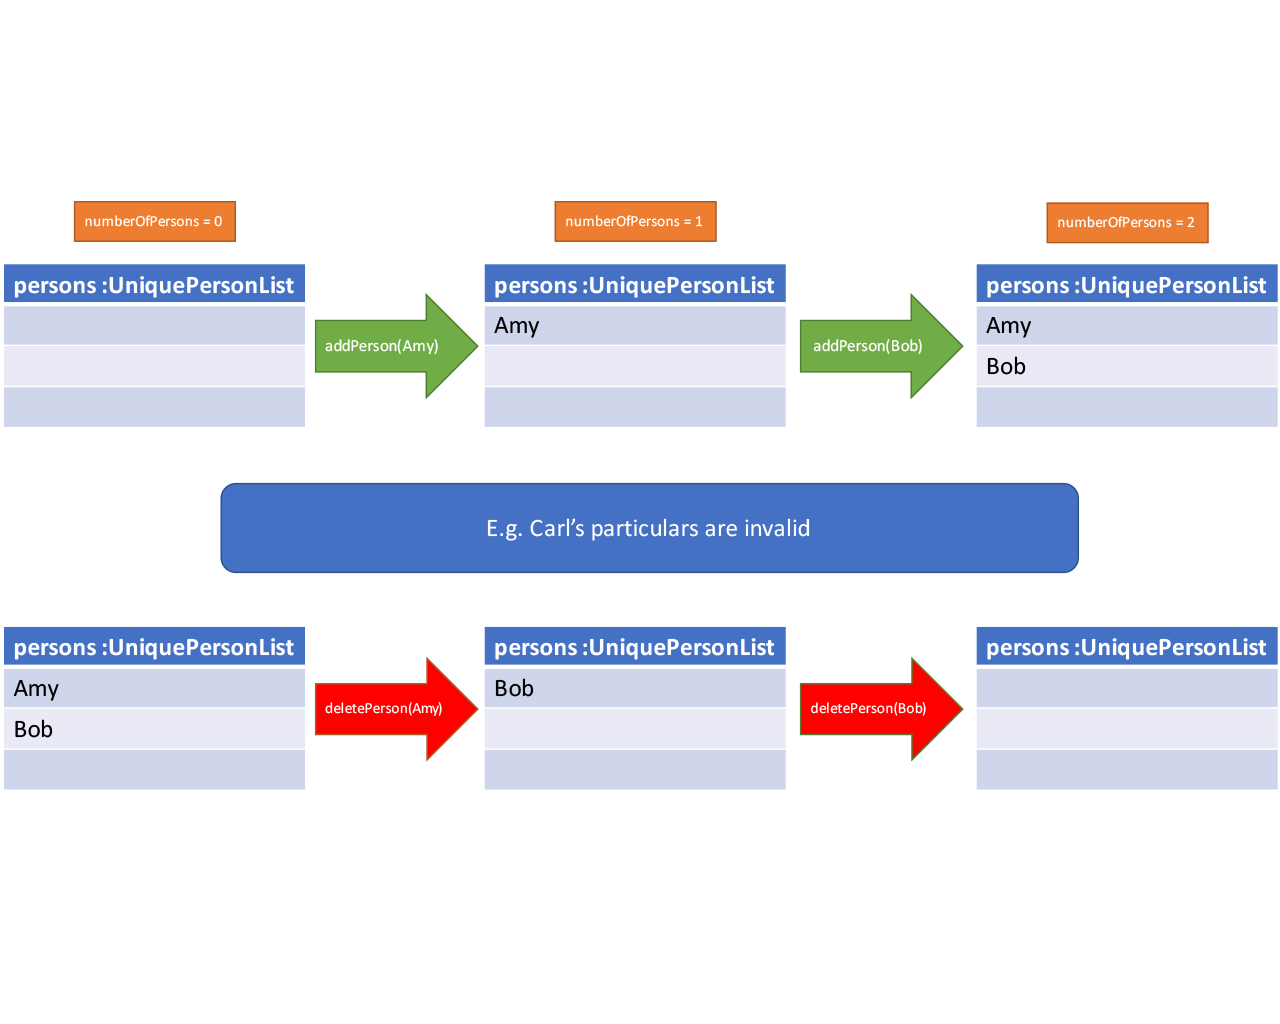 numberOfPersons = 0
numberOfPersons = 1
numberOfPersons = 2
persons :UniquePersonList
addPerson(Amy)
persons :UniquePersonList
Amy
addPerson(Bob)
persons :UniquePersonList
Amy
Bob
E.g. Carl’s particulars are invalid
persons :UniquePersonList
Amy
Bob
deletePerson(Amy)
persons :UniquePersonList
Bob
deletePerson(Bob)
persons :UniquePersonList